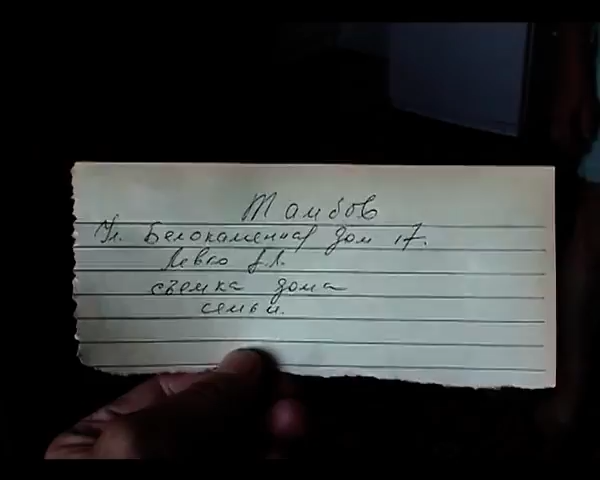 Тамбов
Ул. Белокаменная дом 17.
Левко
съемка дома
семьи.